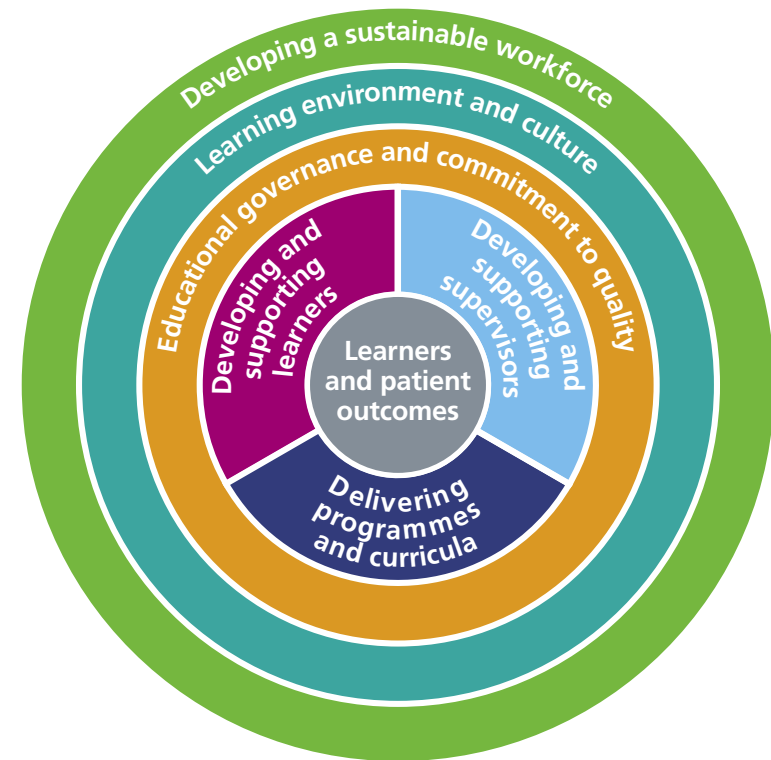 Developing a sustainable workforce
Learning environment and culture
Educational governance and commitment to quality
Developing and
supporting
learners
Developing and
supporting
supervisors
Learners
and patient
outcomes
Delivering
programmes
and curricula